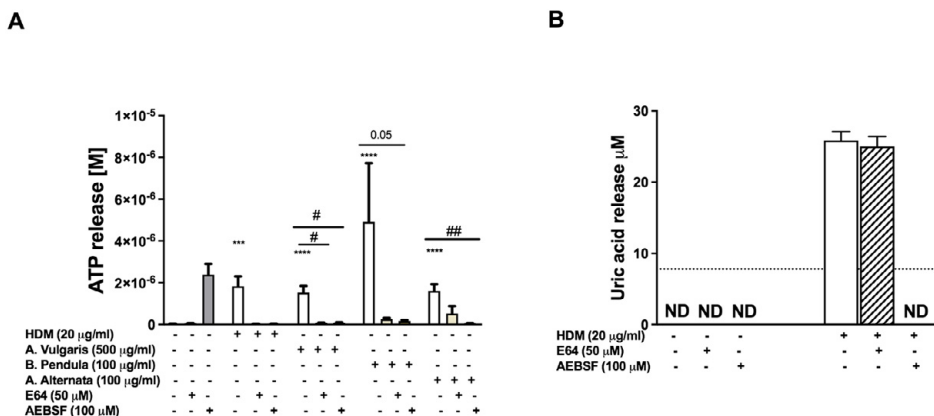 A
ATP release [M]
1×10⁻⁵
8×10⁻⁶
6×10⁻⁶
4×10⁻⁶
2×10⁻⁶
0
***
#
#
****
0.05
****
##
****
HDM (20 µg/ml) - - - + + + - - - - - - - - -
A. Vulgaris (500 µg/ml) - - - - - - + + + - - - - - -
B. Pendula (100 µg/ml) - - - - - - - - - + + + - - -
A. Alternata (100 µg/ml) - - - - - - - - - - - - + + +
E64 (50 µM) - + - - + - - + - - + - - + -
AEBSF (100 µM) - - + - - + - - + - - + - - +
B
Uric acid release µM
30
20
10
0
ND ND ND ND
HDM (20 µg/ml) - - - + + +
E64 (50 µM) - + - - + -
AEBSF (100 µM) - - + - - +